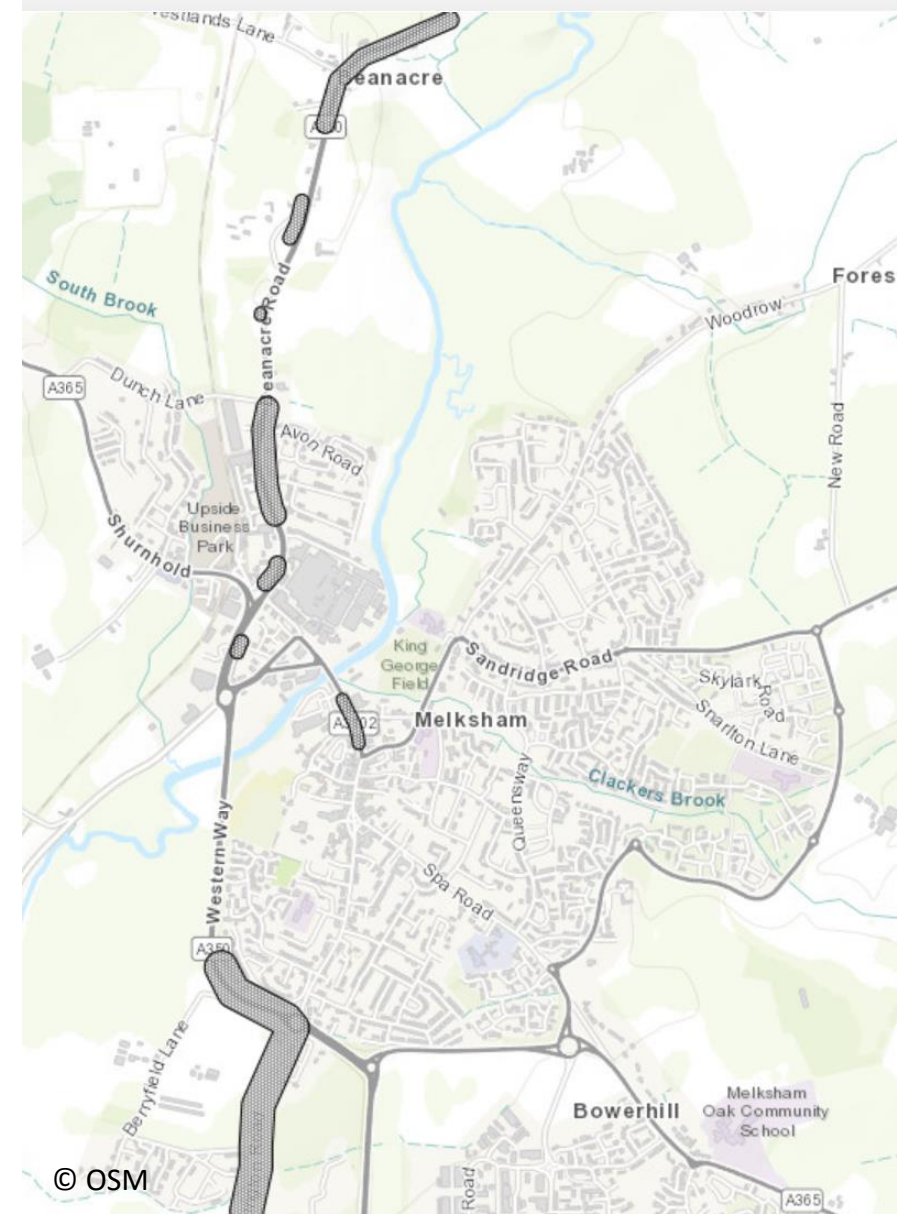 Lane
South Brook
Fores
Woodrow
A365
Dunch Lane
Avon Road
New Road
Upside
Business
Park
Shurnhold
King
George
Field
Sandridge Road
Skylark Road
Snarlton Lane
Melksham
Clackers Brook
Queensway
Western Way
Spa Road
A350
Berryfield Lane
Bowerhill
Melksham
Oak Community
School
Road
A365
© OSM